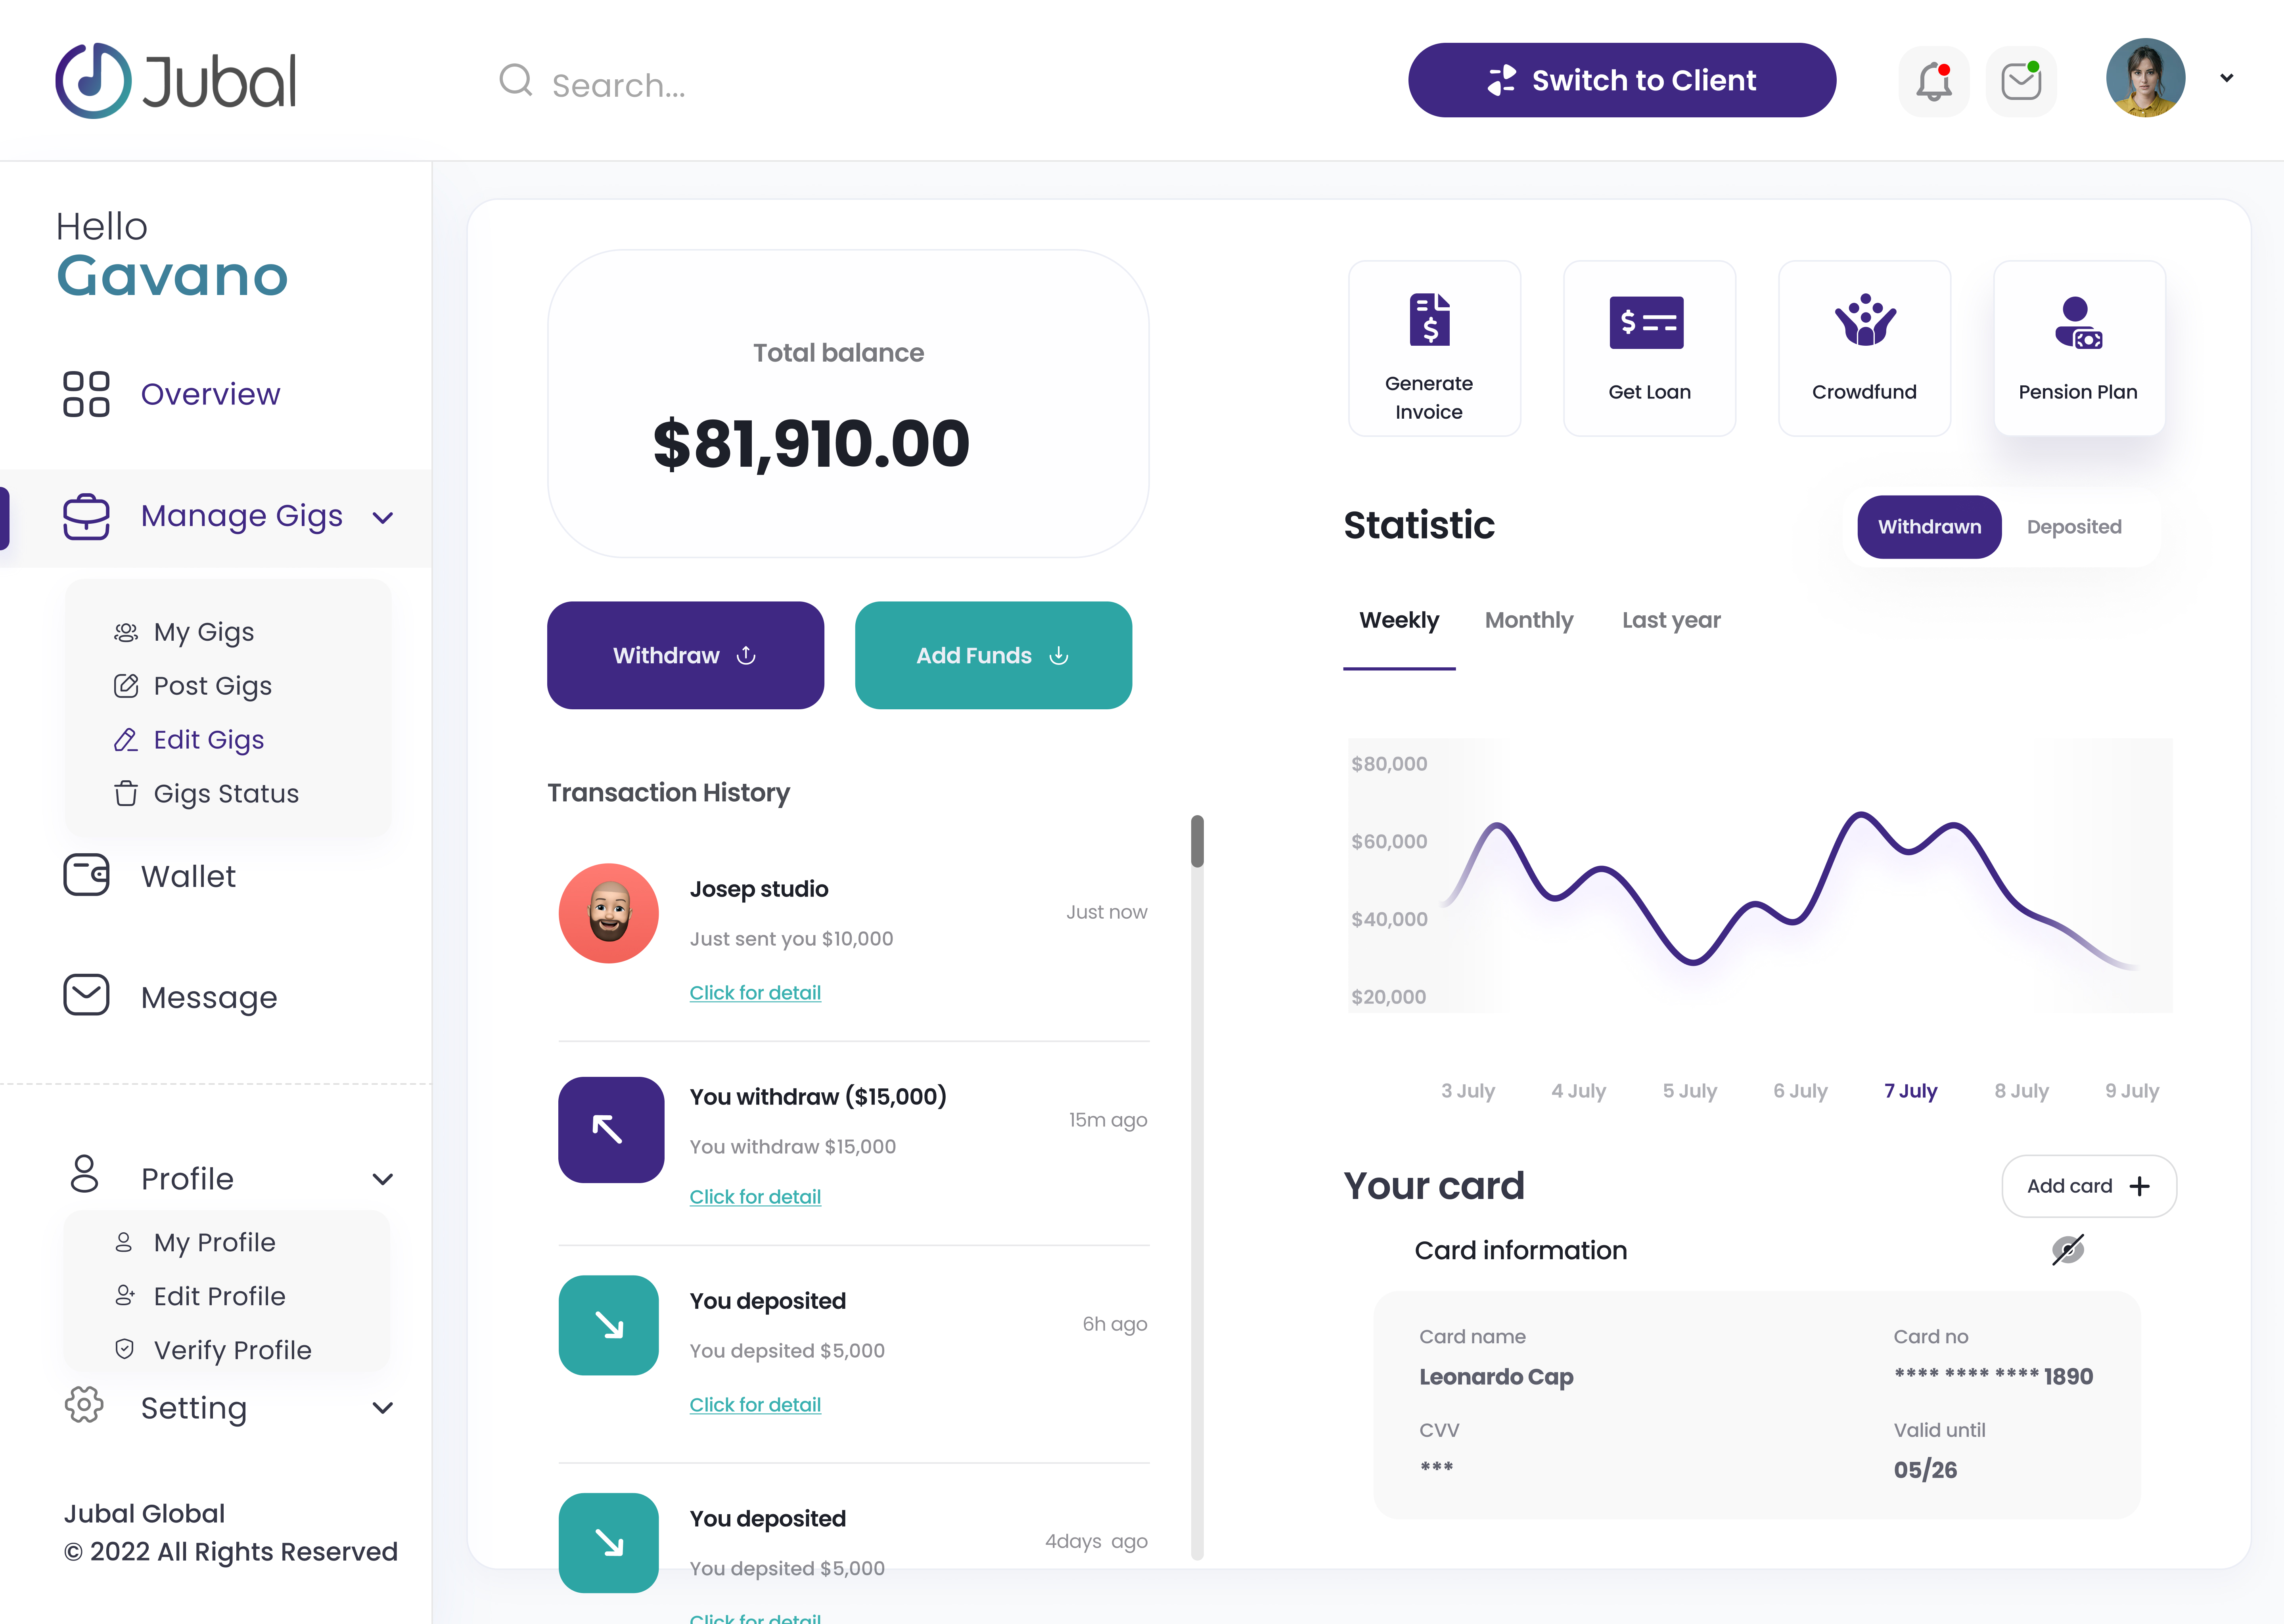 Jubal
Search...
Switch to Client
Hello
Gavano
Overview
Manage Gigs
My Gigs
Post Gigs
Edit Gigs
Gigs Status
Wallet
Message
Profile
My Profile
Edit Profile
Verify Profile
Setting
Jubal Global
© 2022 All Rights Reserved
Total balance
$81,910.00
Withdraw
Add Funds
Transaction History
Josep studio
Just now
Just sent you $10,000
Click for detail
You withdraw ($15,000)
15m ago
You withdraw $15,000
Click for detail
You deposited
6h ago
You depsited $5,000
Click for detail
You deposited
4days ago
You depsited $5,000
Click for detail
Generate
Invoice
Get Loan
Crowdfund
Pension Plan
Statistic
Withdrawn
Deposited
Weekly
Monthly
Last year
$80,000
$60,000
$40,000
$20,000
3 July
4 July
5 July
6 July
7 July
8 July
9 July
Your card
Add card
Card information
Card name
Leonardo Cap
Card no
**** **** **** 1890
CVV
***
Valid until
05/26